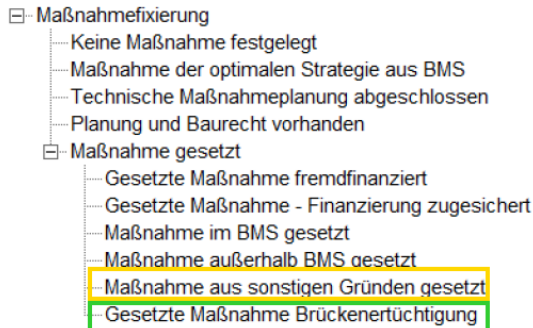 Maßnahmefixierung
Keine Maßnahme festgelegt
Maßnahme der optimalen Strategie aus BMS
Technische Maßnahmeplanung abgeschlossen
Planung und Baurecht vorhanden
Maßnahme gesetzt
Gesetzte Maßnahme fremdfinanziert
Gesetzte Maßnahme - Finanzierung zugesichert
Maßnahme im BMS gesetzt
Maßnahme außerhalb BMS gesetzt
Maßnahme aus sonstigen Gründen gesetzt
Gesetzte Maßnahme Brückenertüchtigung